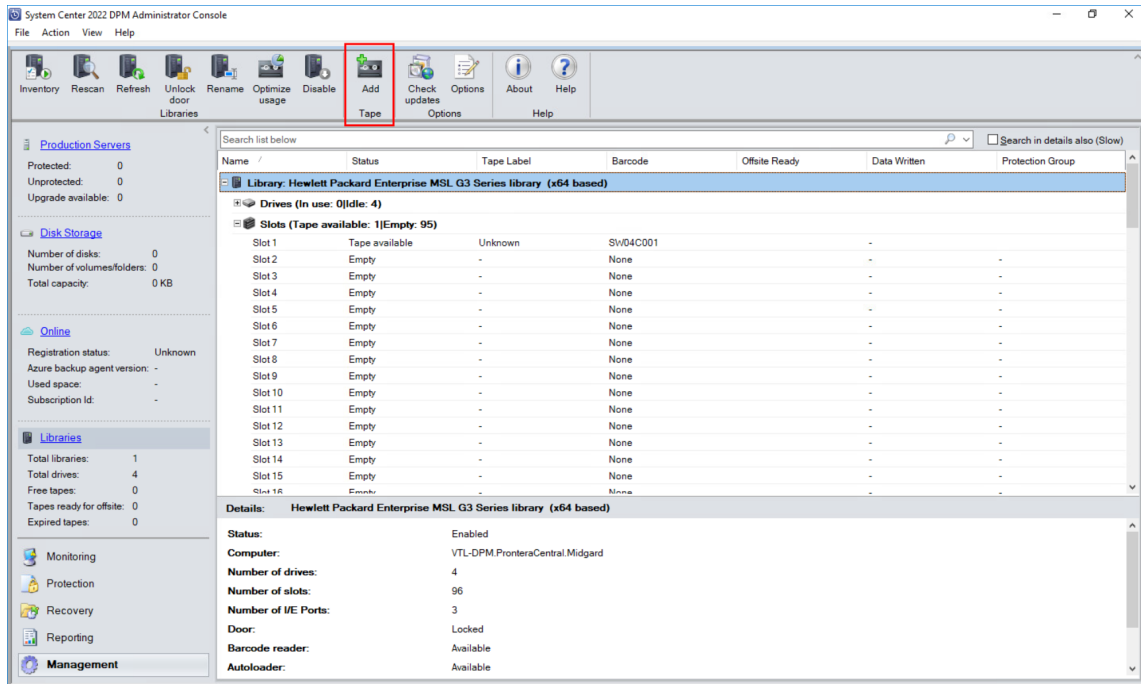 System Center 2022 DPM Administrator Console
File Action View Help
Inventory Rescan Refresh Unlock door Rename Optimize usage Disable Add Check updates Options About Help
Libraries Tape Options Help
Search list below Search in details also (Slow)
Name / Status Tape Label Barcode Offsite Ready Data Written Protection Group
Library: Hewlett Packard Enterprise MSL G3 Series library (x64 based)
Drives (In use: 0|Idle: 4)
Slots (Tape available: 1|Empty: 95)
Slot 1 Tape available Unknown SW04C001 -
Slot 2 Empty - None - -
Slot 3 Empty - None - -
Slot 4 Empty - None - -
Slot 5 Empty - None - -
Slot 6 Empty - None - -
Slot 7 Empty - None - -
Slot 8 Empty - None - -
Slot 9 Empty - None - -
Slot 10 Empty - None - -
Slot 11 Empty - None - -
Slot 12 Empty - None - -
Slot 13 Empty - None - -
Slot 14 Empty - None - -
Slot 15 Empty - None - -
Slot 16 Empty - None - -
Production Servers
Protected: 0
Unprotected: 0
Upgrade available: 0
Disk Storage
Number of disks: 0
Number of volumes/folders: 0
Total capacity: 0 KB
Online
Registration status: Unknown
Azure backup agent version: -
Used space: -
Subscription Id: -
Libraries
Total libraries: 1
Total drives: 4
Free tapes: 0
Tapes ready for offsite: 0
Expired tapes: 0
Monitoring
Protection
Recovery
Reporting
Management
Details: Hewlett Packard Enterprise MSL G3 Series library (x64 based)
Status: Enabled
Computer: VTL-DPM.PronteraCentral.Midgard
Number of drives: 4
Number of slots: 96
Number of I/E Ports: 3
Door: Locked
Barcode reader: Available
Autoloader: Available